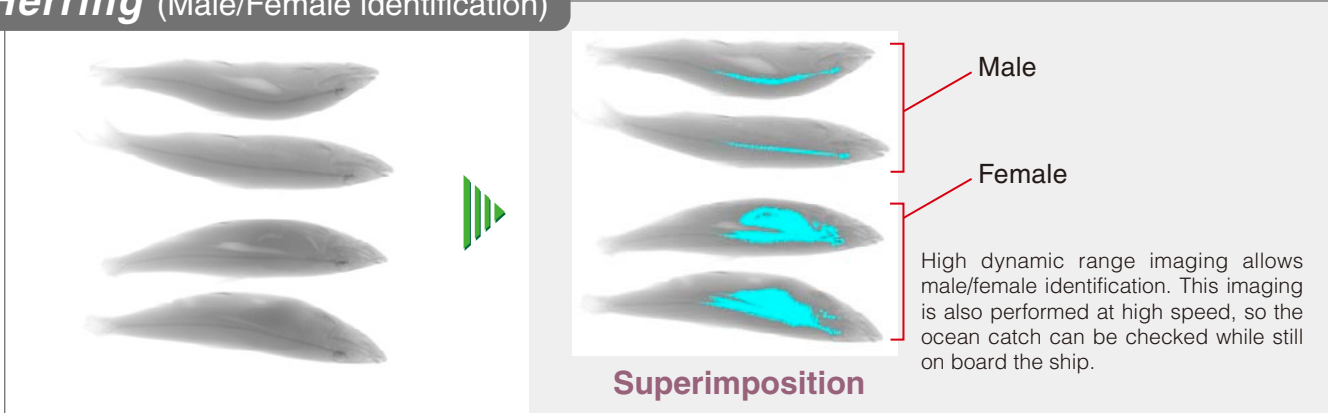 Herring (Male/Female Identification)
Male
Female
High dynamic range imaging allows
male/female identification. This imaging
is also performed at high speed, so the
ocean catch can be checked while still
on board the ship.
Superimposition